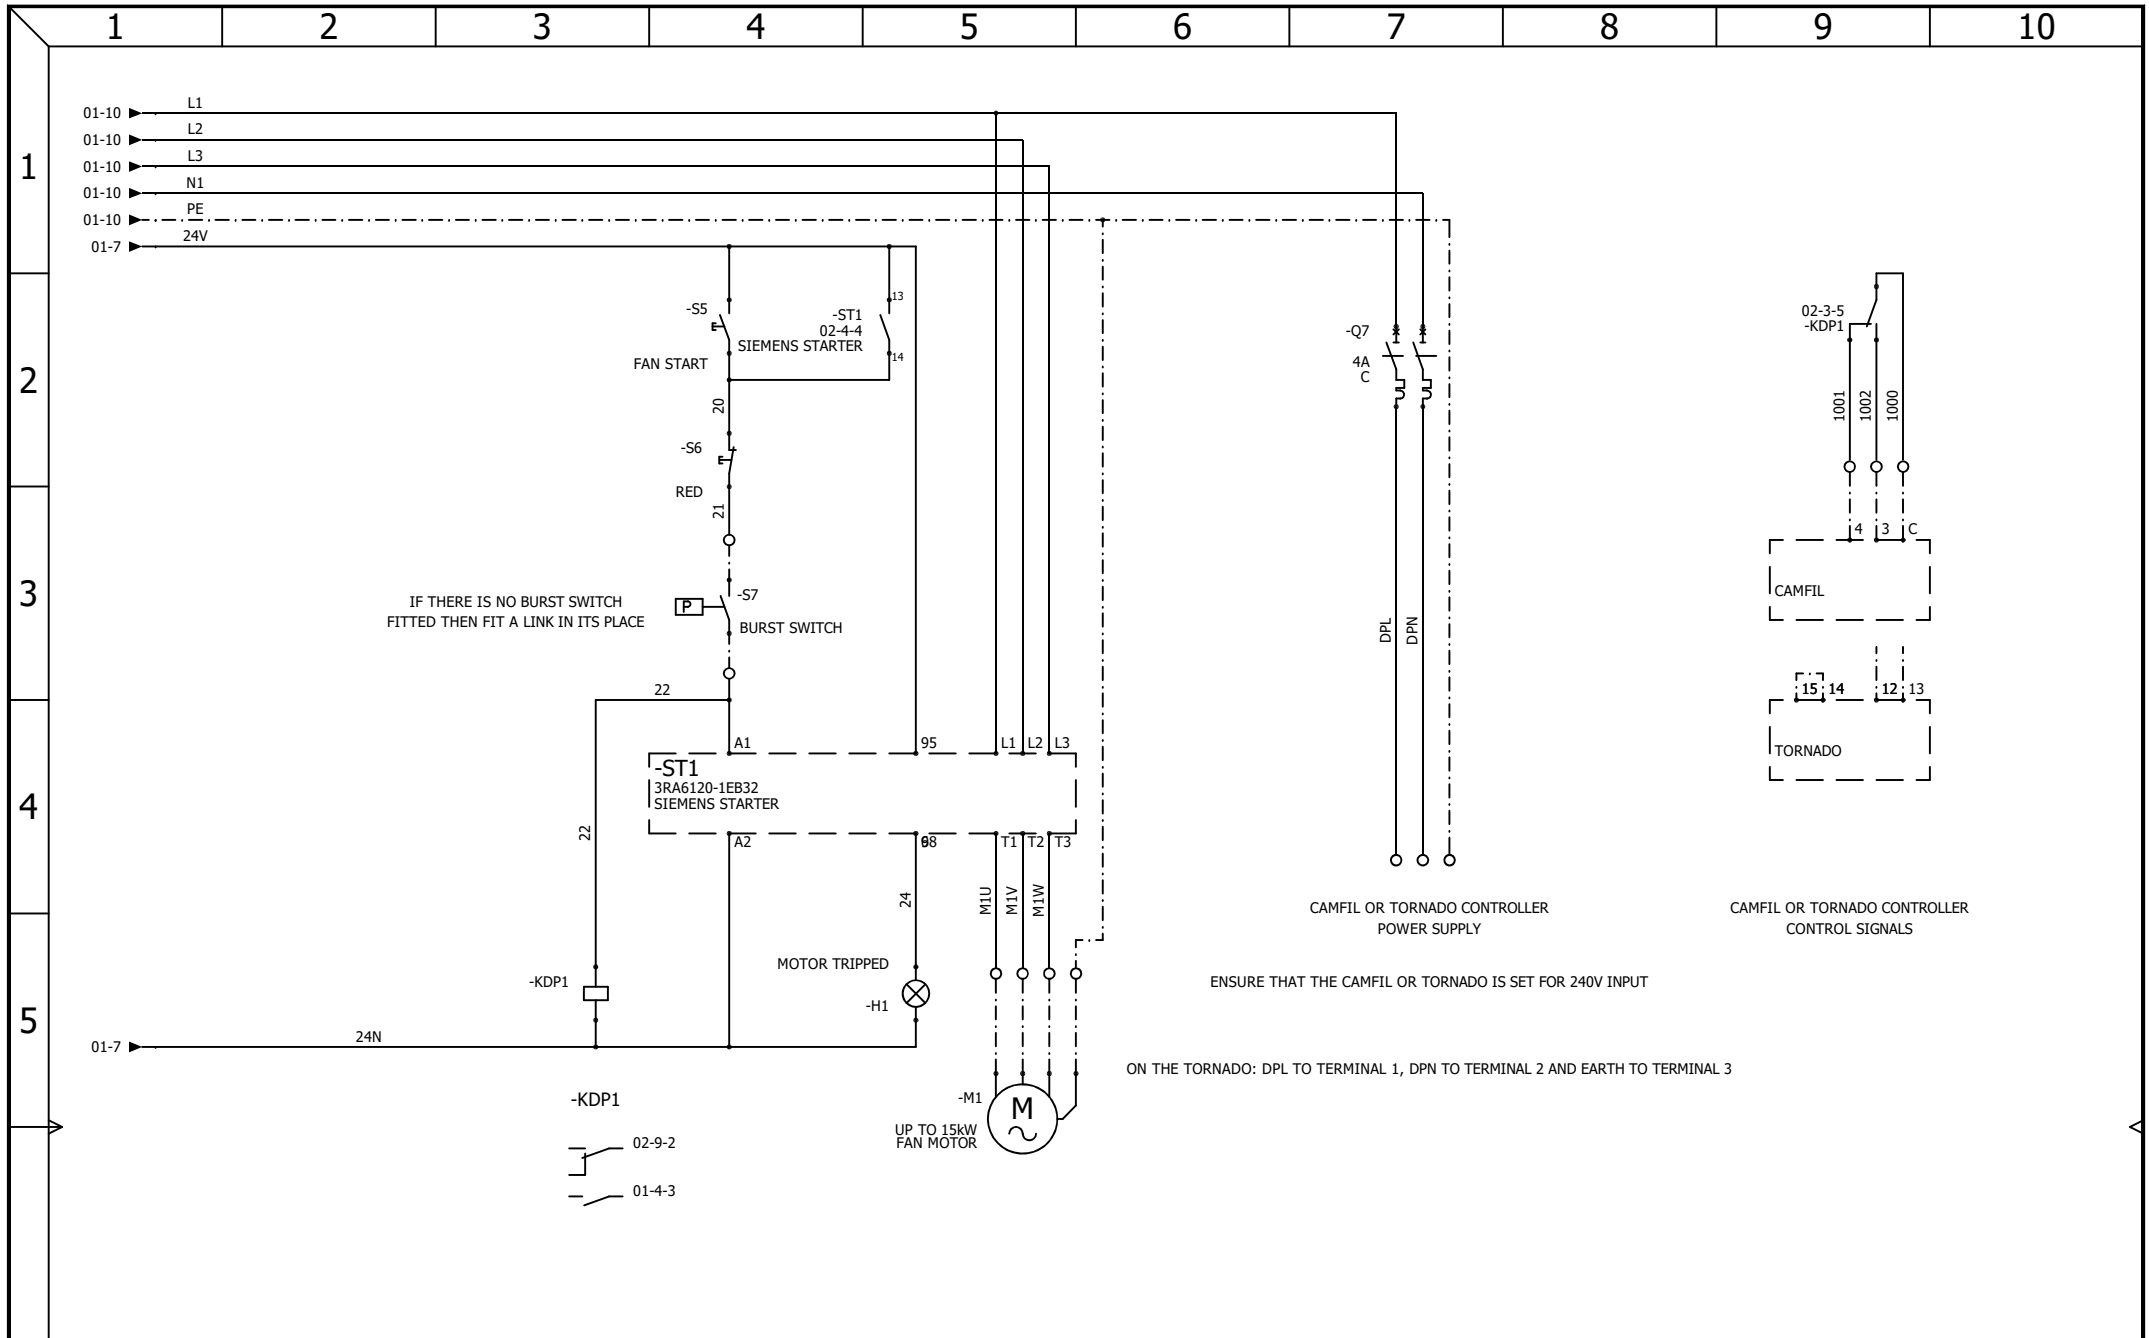 1 2 3 4 5 6 7 8 9 10
1
2
3
4
5
01-10 L1
01-10 L2
01-10 L3
01-10 N1
01-10 PE
01-7 24V
-S5
FAN START
13
-ST1
02-4-4
SIEMENS STARTER
14
20
-S6
RED
21
IF THERE IS NO BURST SWITCH
FITTED THEN FIT A LINK IN ITS PLACE
P
-S7
BURST SWITCH
22
22
A1 95 L1 L2 L3
-ST1
3RA6120-1EB32
SIEMENS STARTER
A2 98 T1 T2 T3
24
M1U
M1V
M1W
MOTOR TRIPPED
-H1
-KDP1
01-7 24N
-M1
M
UP TO 15kW
FAN MOTOR
-KDP1
02-9-2
01-4-3
-Q7
4A
C
DPL
DPN
CAMFIL OR TORNADO CONTROLLER
POWER SUPPLY
ENSURE THAT THE CAMFIL OR TORNADO IS SET FOR 240V INPUT
ON THE TORNADO: DPL TO TERMINAL 1, DPN TO TERMINAL 2 AND EARTH TO TERMINAL 3
02-3-5
-KDP1
1001
1002
1000
4 3 C
CAMFIL
15 14 12 13
TORNADO
CAMFIL OR TORNADO CONTROLLER
CONTROL SIGNALS